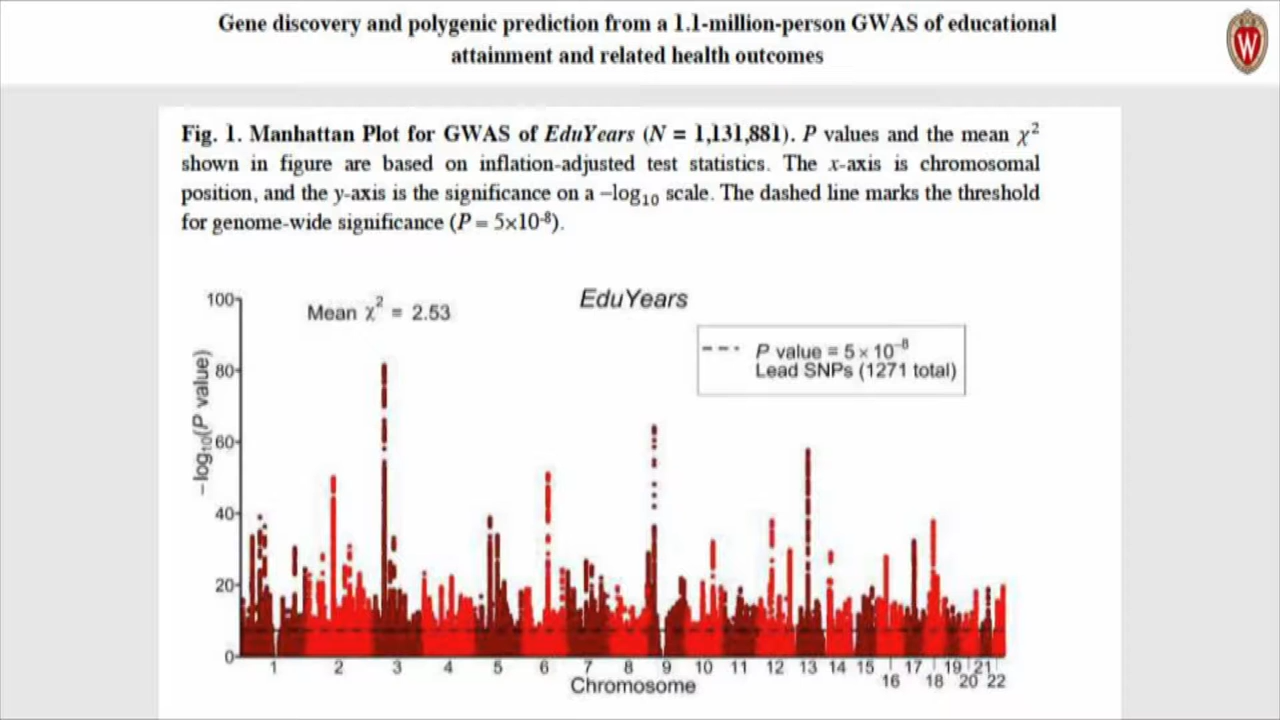 Gene discovery and polygenic prediction from a 1.1-million-person GWAS of educational
attainment and related health outcomes
W
Fig. 1. Manhattan Plot for GWAS of EduYears (N = 1,131,881). P values and the mean χ²
shown in figure are based on inflation-adjusted test statistics. The x-axis is chromosomal
position, and the y-axis is the significance on a −log₁₀ scale. The dashed line marks the threshold
for genome-wide significance (P = 5×10⁻⁸).
EduYears
Mean χ² = 2.53
P value = 5 × 10⁻⁸
Lead SNPs (1271 total)
−log₁₀(P value)
100
80
60
40
20
0
1 2 3 4 5 6 7 8 9 10 11 12 13 14 15 16 17 18 19 20 21 22
Chromosome